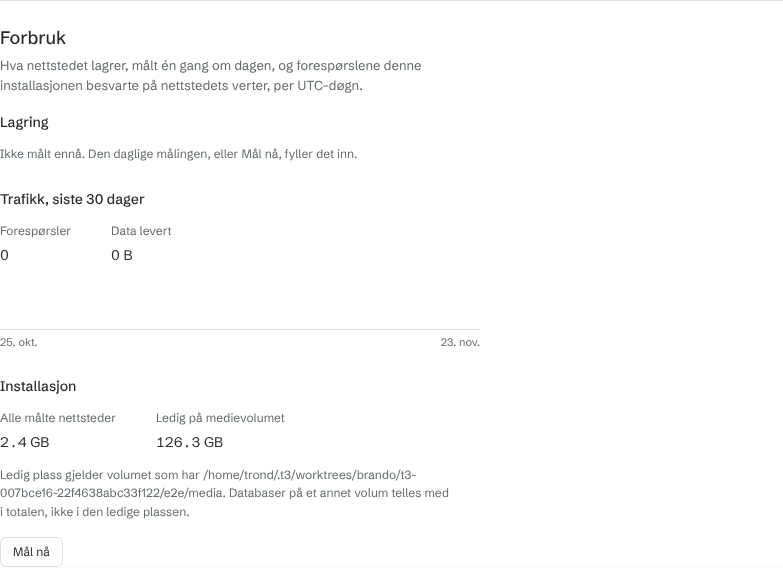 Forbruk
Hva nettstedet lagrer, målt én gang om dagen, og forespørslene denne
installasjonen besvarte på nettstedets verter, per UTC-døgn.
Lagring
Ikke målt ennå. Den daglige målingen, eller Mål nå, fyller det inn.
Trafikk, siste 30 dager
Forespørsler Data levert
0 0 B
25. okt. 23. nov.
Installasjon
Alle målte nettsteder Ledig på medievolumet
2.4 GB 126.3 GB
Ledig plass gjelder volumet som har /home/trond/.t3/worktrees/brando/t3-
007bce16-22f4638abc33f122/e2e/media. Databaser på et annet volum telles med
i totalen, ikke i den ledige plassen.
Mål nå